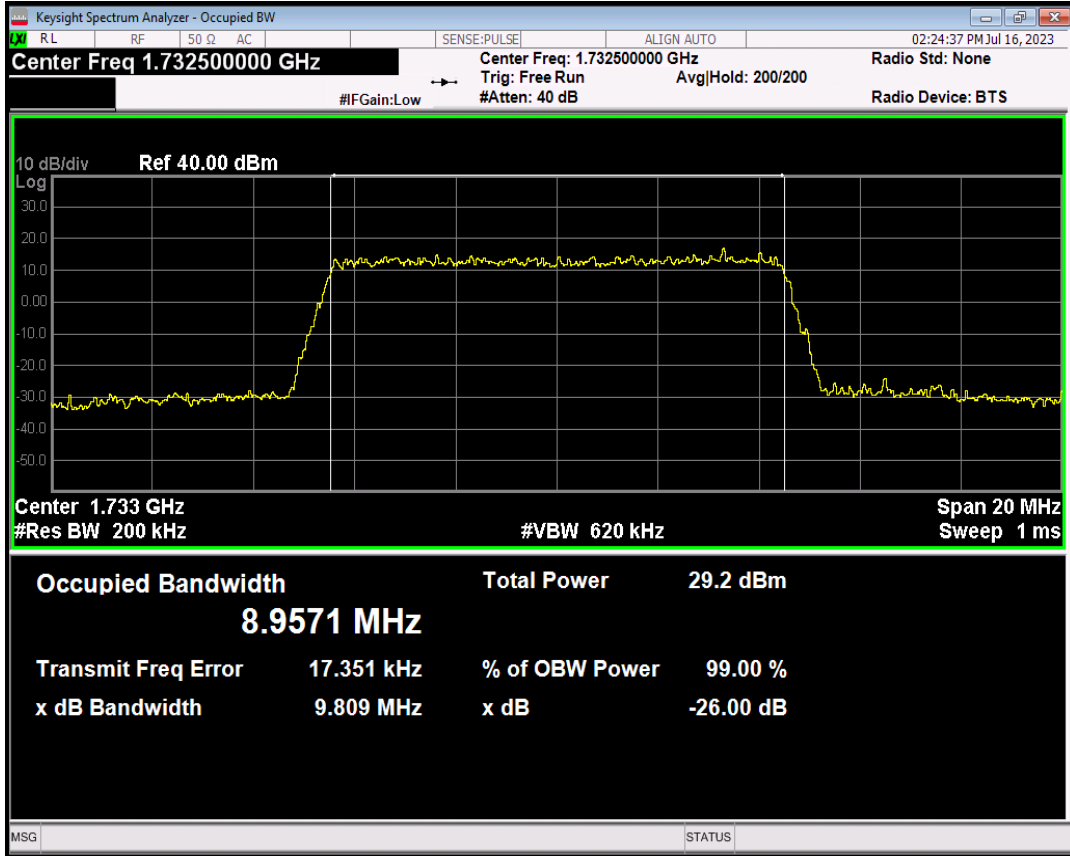 Keysight Spectrum Analyzer - Occupied BW
LXI RL RF 50 Ω AC SENSE:PULSE ALIGN AUTO 02:24:37 PM Jul 16, 2023
Center Freq 1.732500000 GHz
Center Freq: 1.732500000 GHz Radio Std: None
Trig: Free Run Avg|Hold: 200/200
#IFGain:Low #Atten: 40 dB Radio Device: BTS
10 dB/div Ref 40.00 dBm
Log
30.0
20.0
10.0
0.00
-10.0
-20.0
-30.0
-40.0
-50.0
Center 1.733 GHz Span 20 MHz
#Res BW 200 kHz #VBW 620 kHz Sweep 1 ms
Occupied Bandwidth Total Power 29.2 dBm
8.9571 MHz
Transmit Freq Error 17.351 kHz % of OBW Power 99.00 %
x dB Bandwidth 9.809 MHz x dB -26.00 dB
MSG STATUS